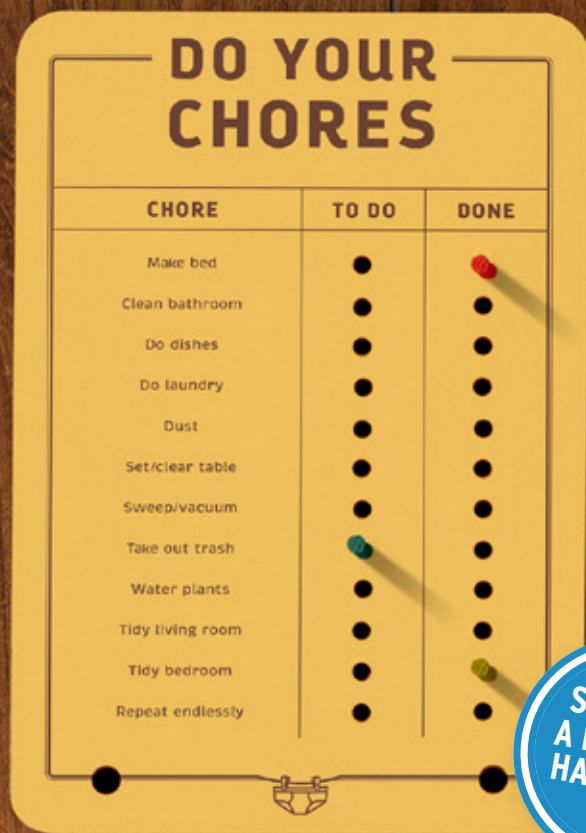 DO YOUR
CHORES
CHORE TO DO DONE
Make bed
Clean bathroom
Do dishes
Do laundry
Dust
Set/clear table
Sweep/vacuum
Take out trash
Water plants
Tidy living room
Tidy bedroom
Repeat endlessly
A